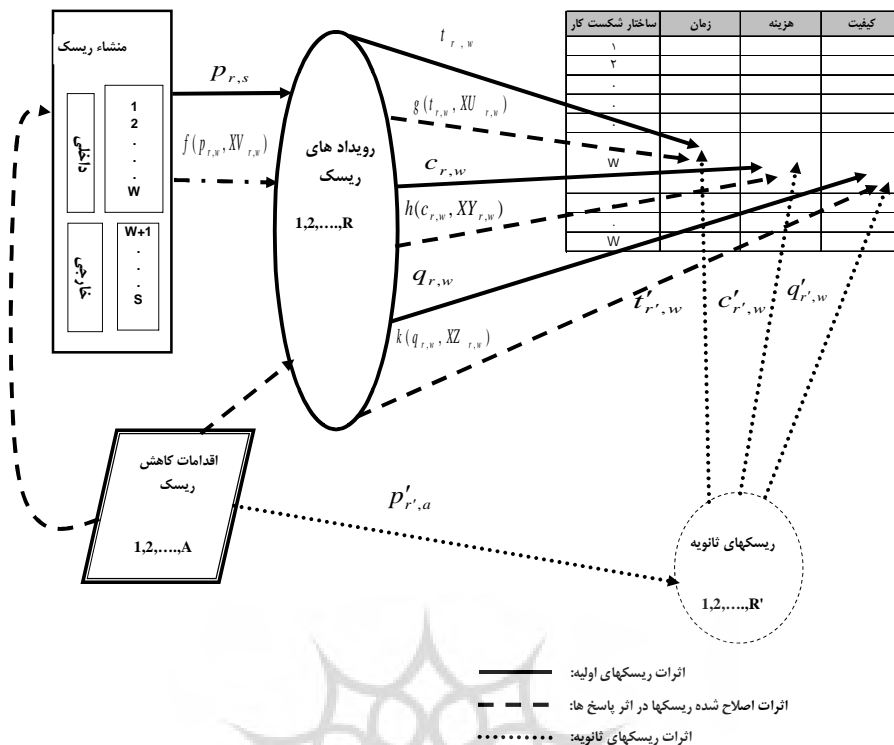 ساختار شکست کار زمان هزینه کیفیت
۱
۲
.
.
.
W
.
W
منشاء ریسک
داخلی
1
2
.
.
.
W
خارجی
W+1
.
.
.
S
p_{r,s}
f(p_{r,w}, XV_{r,w})
رویداد های
ریسک
1,2,….,R
t_{r,w}
g(t_{r,w}, XU_{r,w})
c_{r,w}
h(c_{r,w}, XY_{r,w})
q_{r,w}
k(q_{r,w}, XZ_{r,w})
t'_{r',w} c'_{r',w} q'_{r',w}
اقدامات کاهش
ریسک
1,2,….,A
p'_{r',a}
ریسکهای ثانویه
1,2,….,R'
اثرات ریسکهای اولیه:
اثرات اصلاح شده ریسکها در اثر پاسخ ها:
اثرات ریسکهای ثانویه: